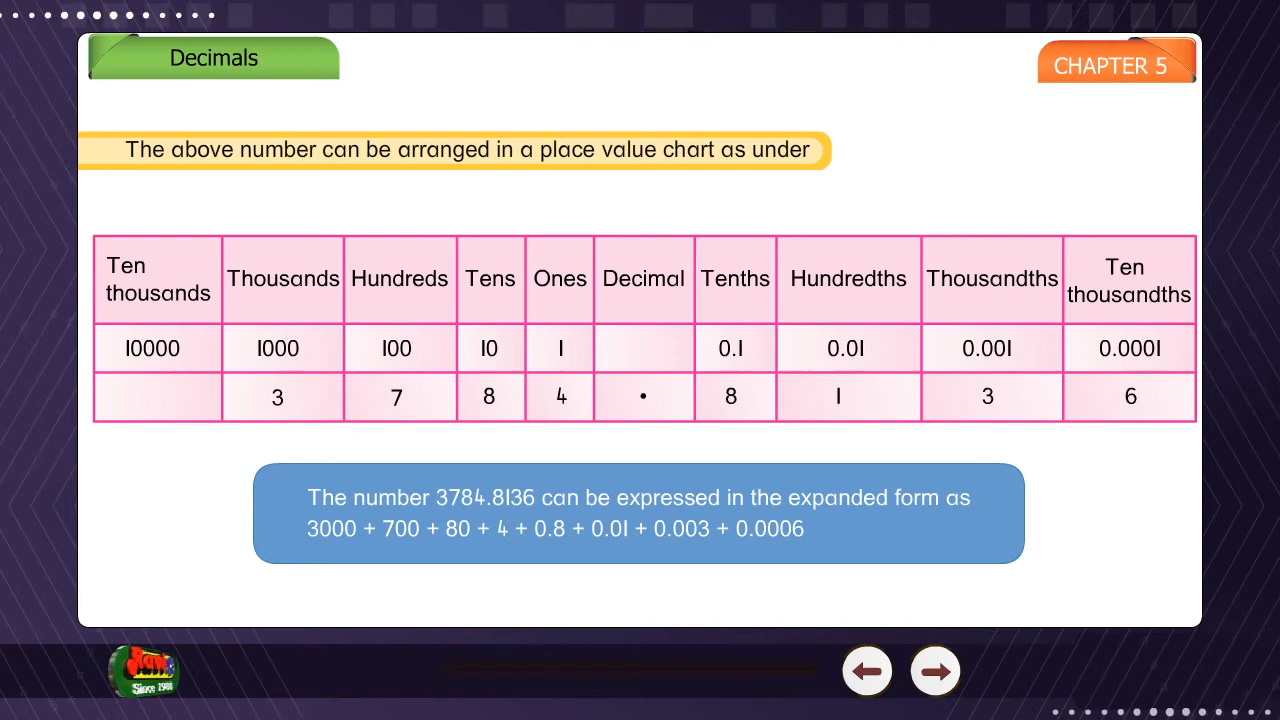 Decimals
CHAPTER 5
The above number can be arranged in a place value chart as under
Ten thousands Thousands Hundreds Tens Ones Decimal Tenths Hundredths Thousandths Ten thousandths
10000 1000 100 10 1 0.1 0.01 0.001 0.0001
3 7 8 4 • 8 1 3 6
The number 3784.8136 can be expressed in the expanded form as
3000 + 700 + 80 + 4 + 0.8 + 0.01 + 0.003 + 0.0006
Since 1986